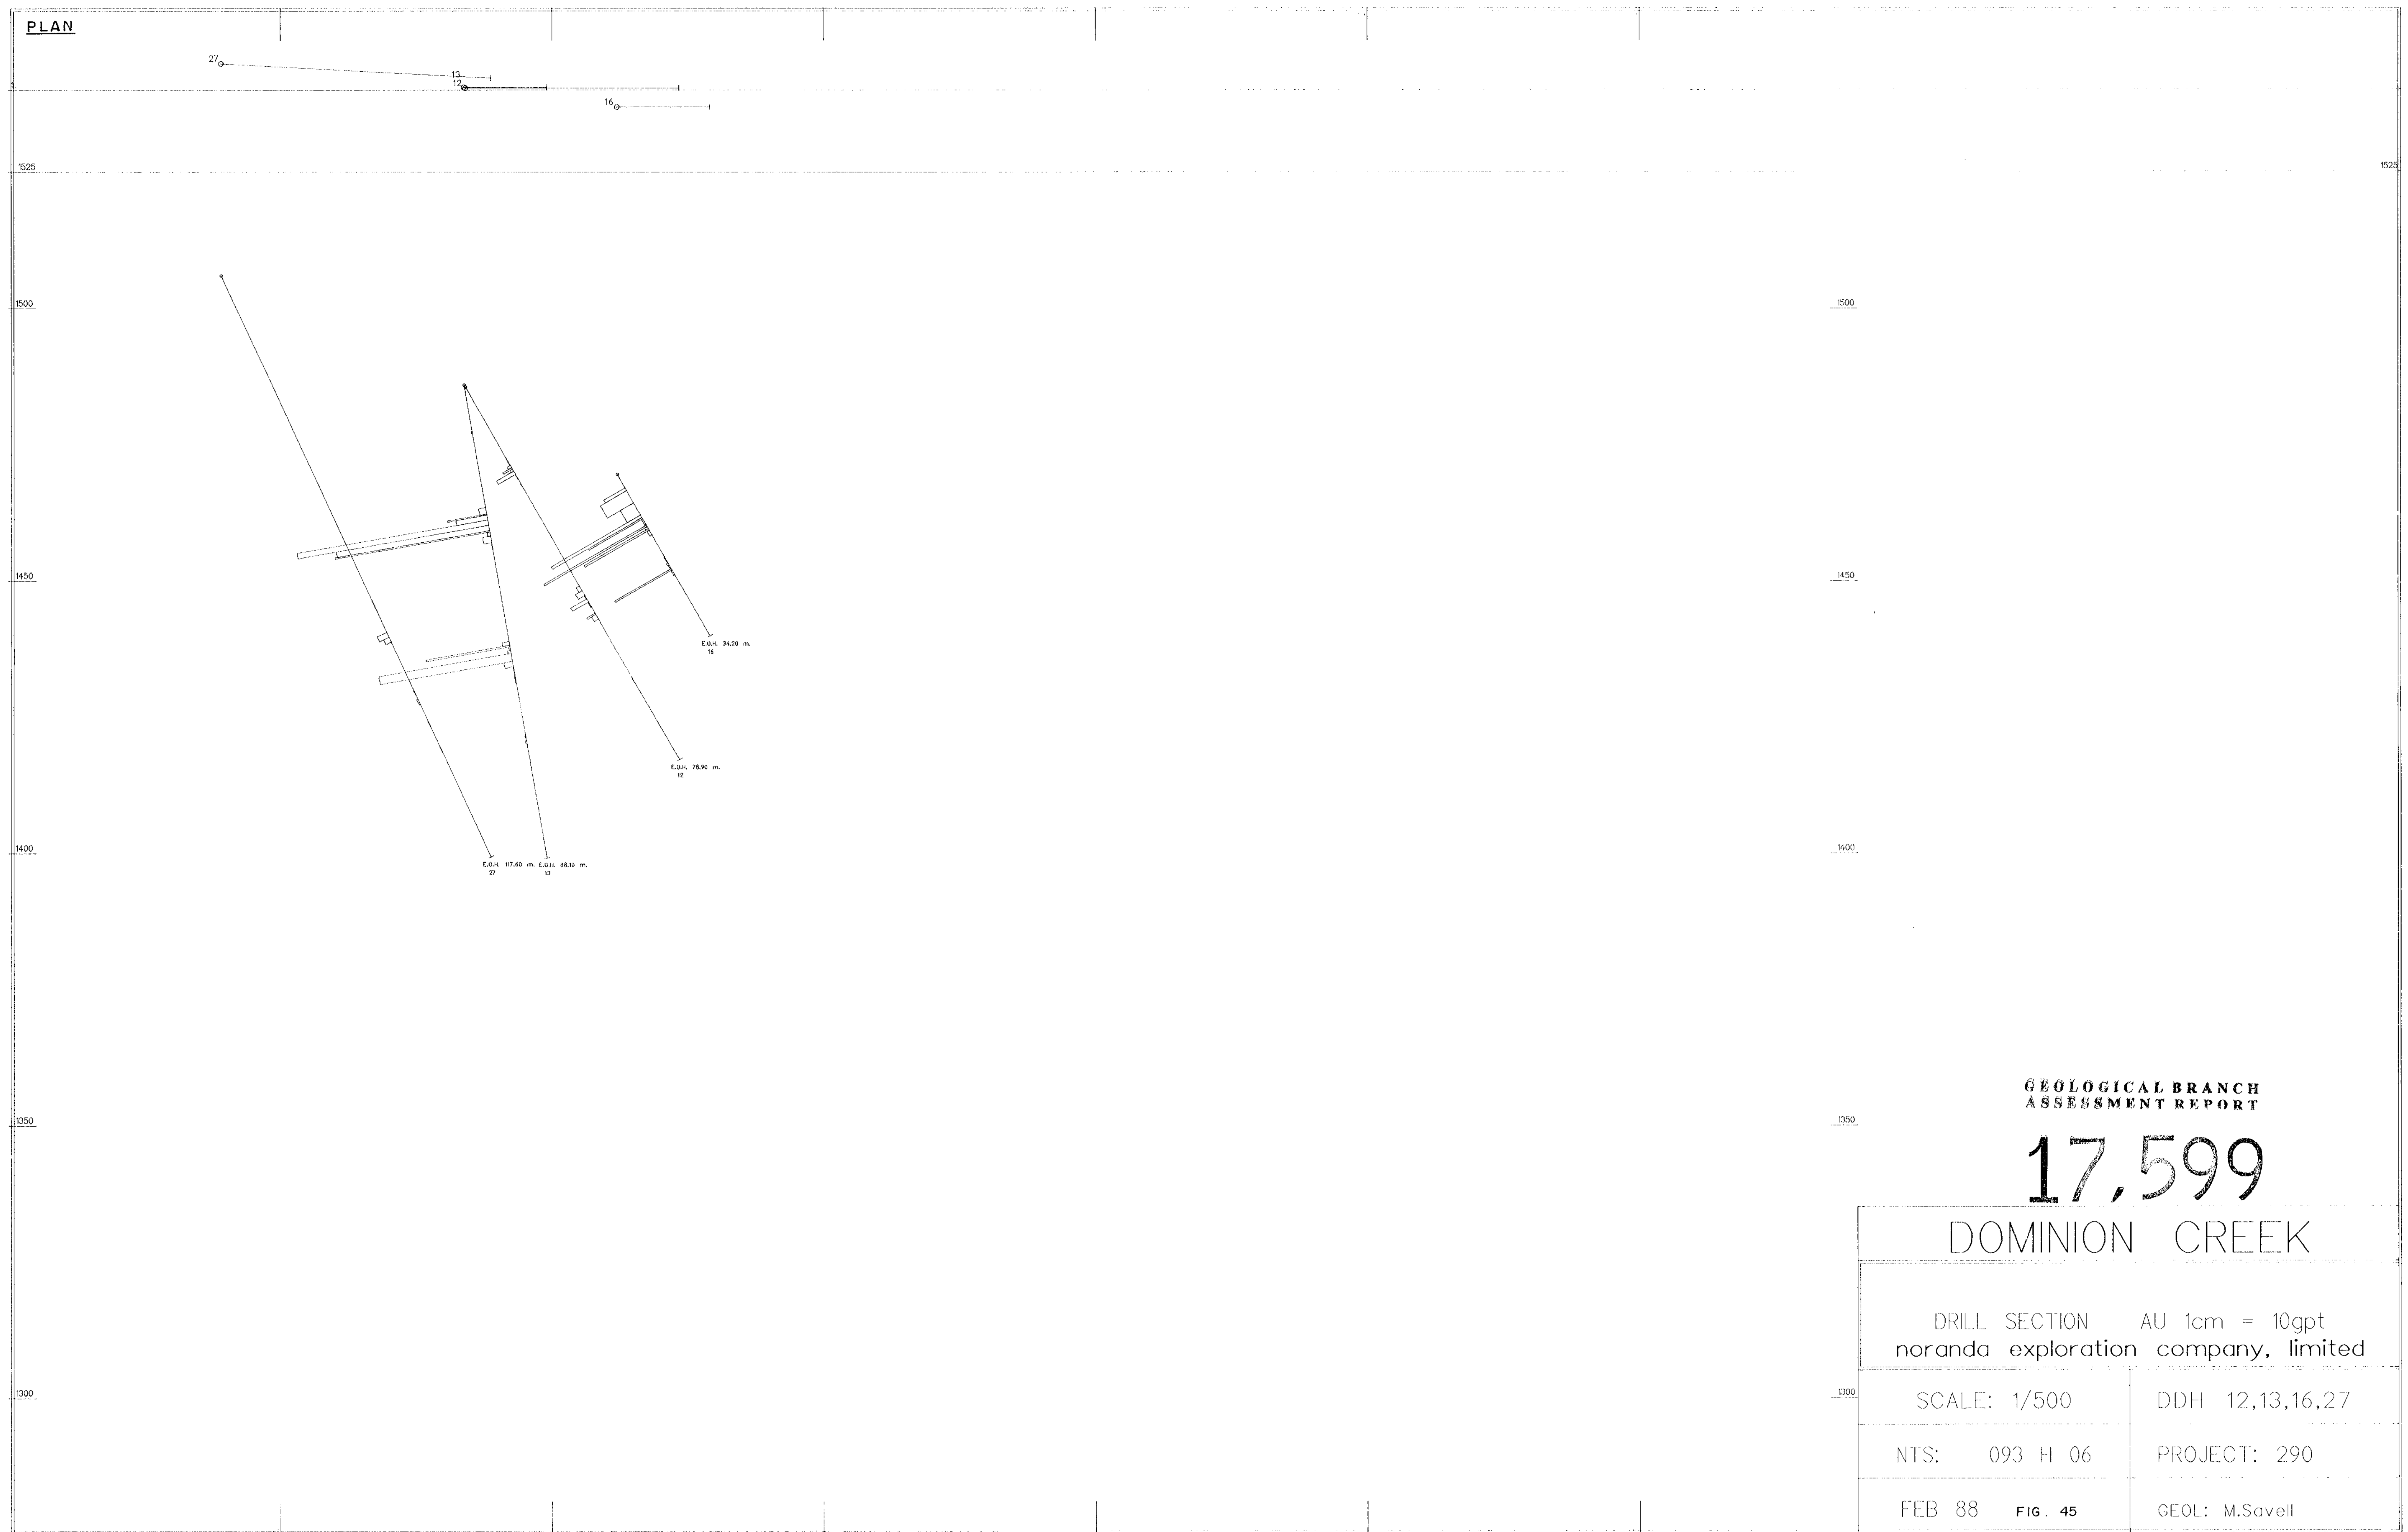 PLAN
27
13
12
16
1525 1525
1500 1500
1450 1450
E.O.H. 34.20 m.
16
E.O.H. 78.90 m.
12
1400 1400
E.O.H. 117.60 m. E.O.H. 88.10 m.
27 13
1350 1350
1300 1300
GEOLOGICAL BRANCH
ASSESSMENT REPORT
17,599
DOMINION CREEK
DRILL SECTION AU 1cm = 10gpt
noranda exploration company, limited
SCALE: 1/500 DDH 12,13,16,27
NTS: 093 H 06 PROJECT: 290
FEB 88 FIG. 45 GEOL: M.Savell